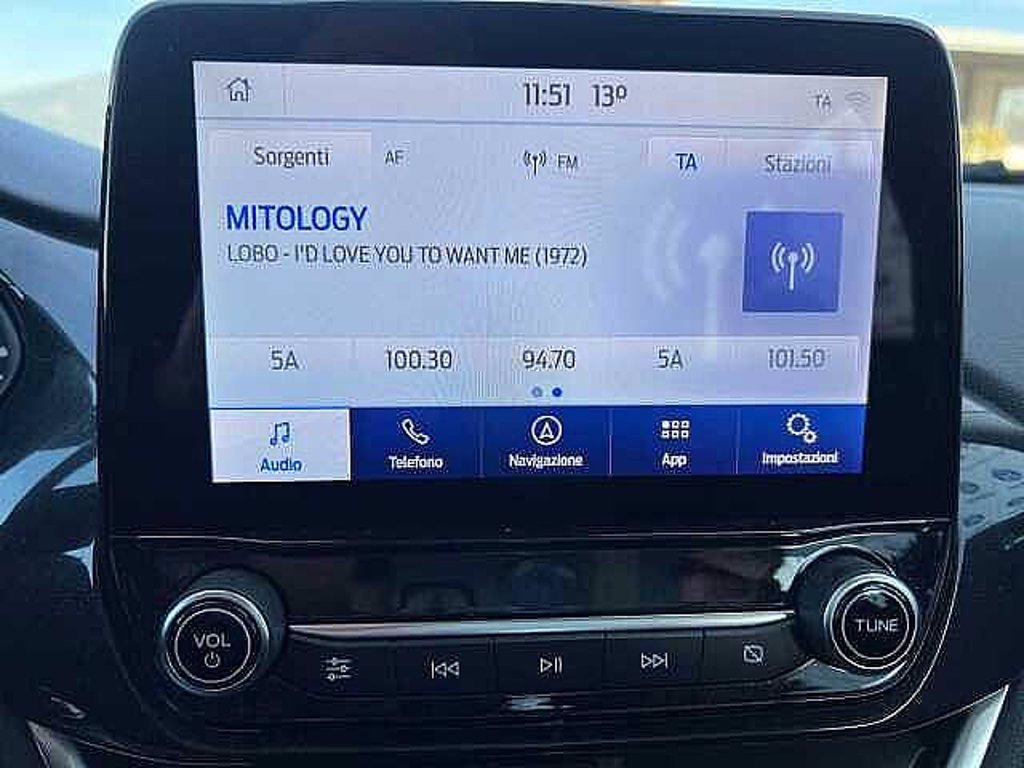 11:51 13° TA
Sorgenti AF FM TA Stazioni
MITOLOGY
LOBO - I'D LOVE YOU TO WANT ME (1972)
5A 100.30 94.70 5A 101.50
Audio Telefono Navigazione App Impostazioni
VOL TUNE